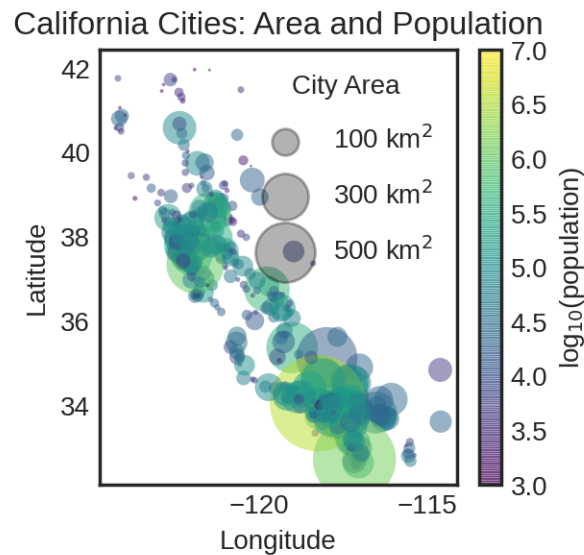 California Cities: Area and Population
42
40
38
36
34
Latitude
−120
−115
Longitude
City Area
100 km²
300 km²
500 km²
7.0
6.5
6.0
5.5
5.0
4.5
4.0
3.5
3.0
log₁₀(population)